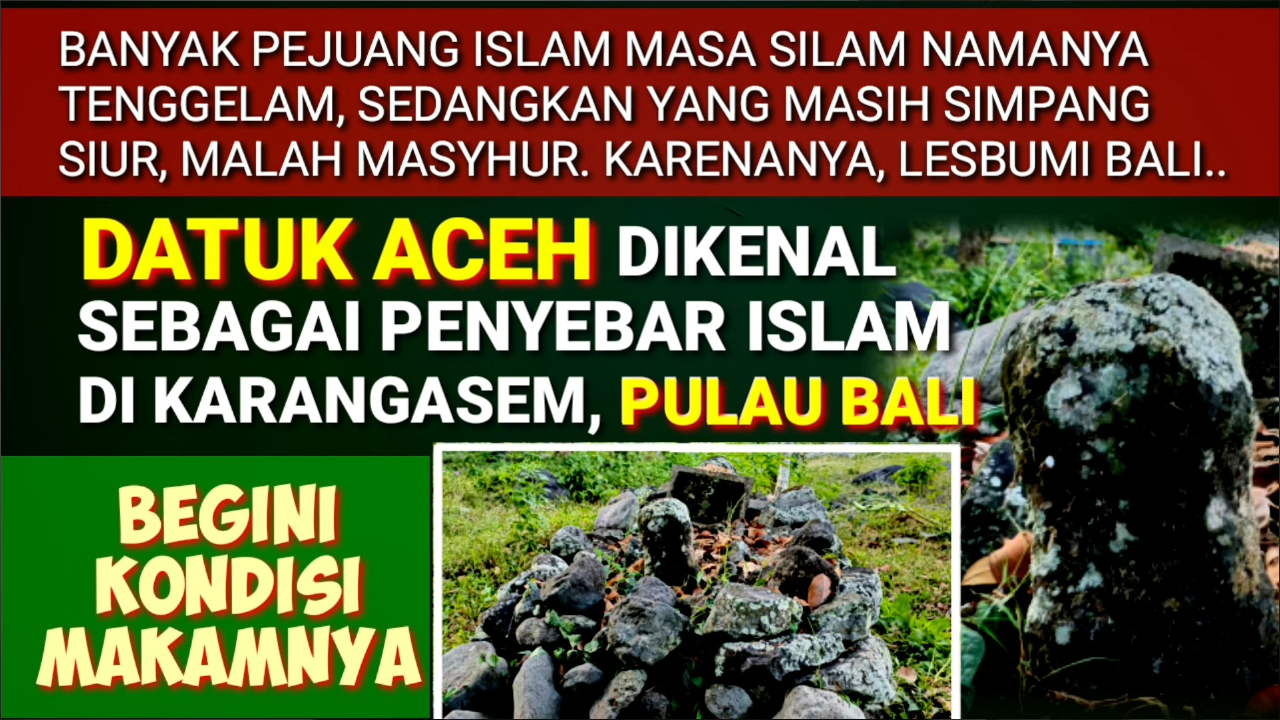 BANYAK PEJUANG ISLAM MASA SILAM NAMANYA
TENGGELAM, SEDANGKAN YANG MASIH SIMPANG
SIUR, MALAH MASYHUR. KARENANYA, LESBUMI BALI..
DATUK ACEH DIKENAL
SEBAGAI PENYEBAR ISLAM
DI KARANGASEM, PULAU BALI
BEGINI
KONDISI
MAKAMNYA